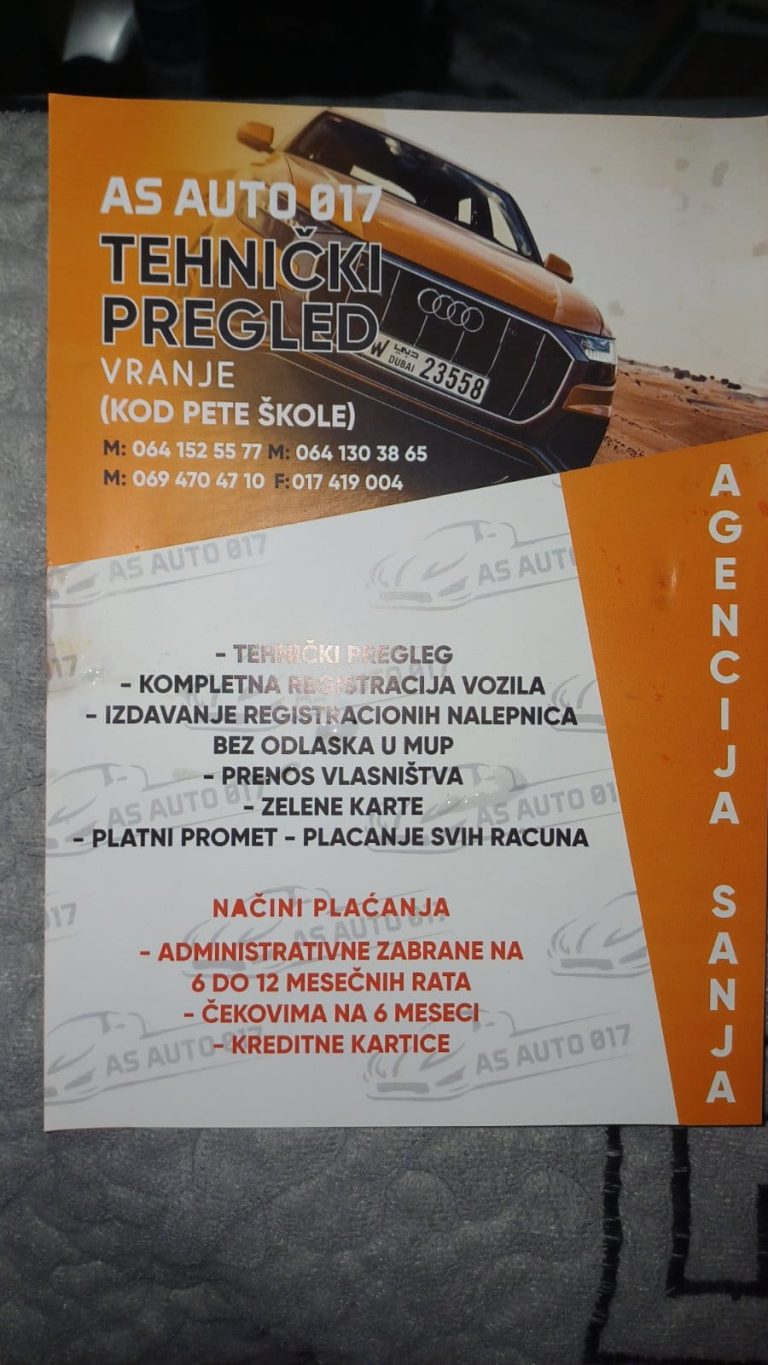 AS AUTO 017
TEHNIČKI
PREGLED
VRANJE
(KOD PETE ŠKOLE)
M: 064 152 55 77 M: 064 130 38 65
M: 069 470 47 10 F:017 419 004
W DUBAI 23558
AGENCIJA SANJA
- TEHNIČKI PREGLEG
- KOMPLETNA REGISTRACIJA VOZILA
- IZDAVANJE REGISTRACIONIH NALEPNICA
BEZ ODLASKA U MUP
- PRENOS VLASNIŠTVA
- ZELENE KARTE
- PLATNI PROMET - PLACANJE SVIH RACUNA
NAČINI PLAĆANJA
- ADMINISTRATIVNE ZABRANE NA
6 DO 12 MESEČNIH RATA
- ČEKOVIMA NA 6 MESECI
- KREDITNE KARTICE